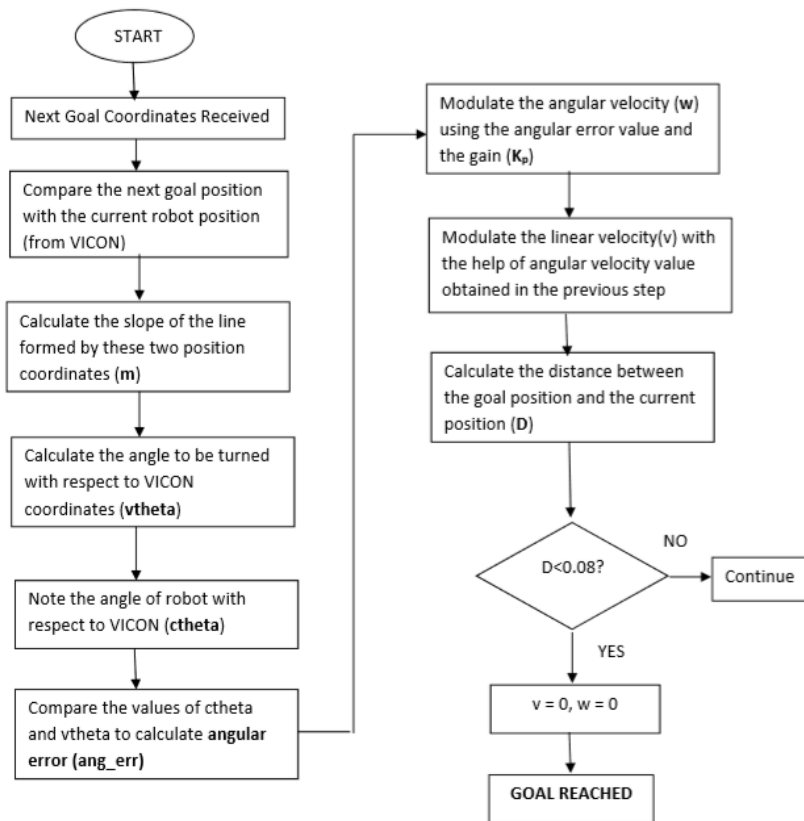 START
Next Goal Coordinates Received
Compare the next goal position
with the current robot position
(from VICON)
Calculate the slope of the line
formed by these two position
coordinates (m)
Calculate the angle to be turned
with respect to VICON
coordinates (vtheta)
Note the angle of robot with
respect to VICON (ctheta)
Compare the values of ctheta
and vtheta to calculate angular
error (ang_err)
Modulate the angular velocity (w)
using the angular error value and
the gain (Kₚ)
Modulate the linear velocity(v) with
the help of angular velocity value
obtained in the previous step
Calculate the distance between
the goal position and the current
position (D)
D<0.08?
NO
Continue
YES
v = 0, w = 0
GOAL REACHED